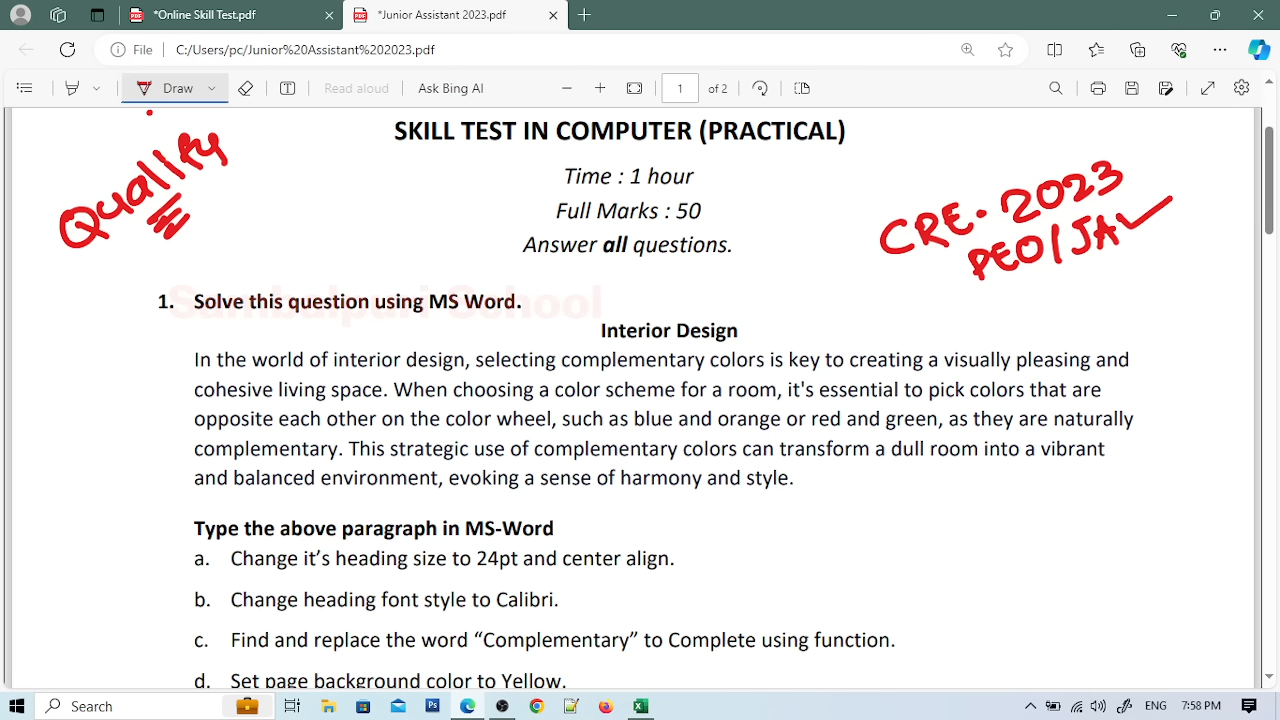 *Online Skill Test.pdf
*Junior Assistant 2023.pdf
File
C:/Users/pc/Junior%20Assistant%202023.pdf
Draw
Read aloud
Ask Bing AI
1 of 2
SKILL TEST IN COMPUTER (PRACTICAL)
Time : 1 hour
Full Marks : 50
Answer all questions.
Qualify
CRE-2023
PEO/JA
1. Solve this question using MS Word.
Sambalpuri School
Interior Design
In the world of interior design, selecting complementary colors is key to creating a visually pleasing and
cohesive living space. When choosing a color scheme for a room, it's essential to pick colors that are
opposite each other on the color wheel, such as blue and orange or red and green, as they are naturally
complementary. This strategic use of complementary colors can transform a dull room into a vibrant
and balanced environment, evoking a sense of harmony and style.
Type the above paragraph in MS-Word
a. Change it’s heading size to 24pt and center align.
b. Change heading font style to Calibri.
c. Find and replace the word “Complementary” to Complete using function.
d. Set page background color to Yellow.
Search
ENG
7:58 PM